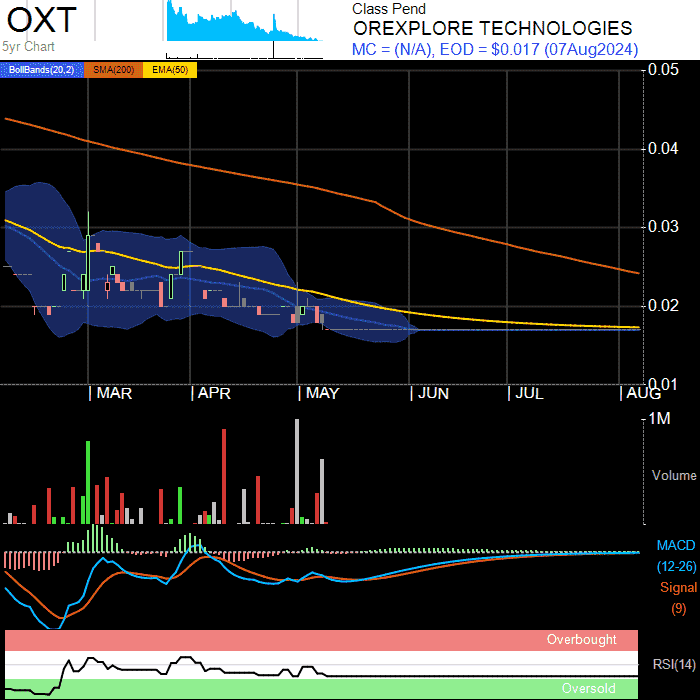 OXT
5yr Chart
Class Pend
OREXPLORE TECHNOLOGIES
MC = (N/A), EOD = $0.017 (07Aug2024)
BollBands(20,2) SMA(200) EMA(50)
0.05
0.04
0.03
0.02
0.01
MAR APR MAY JUN JUL AUG
1M
Volume
MACD
(12-26)
Signal
(9)
Overbought
RSI(14)
Oversold